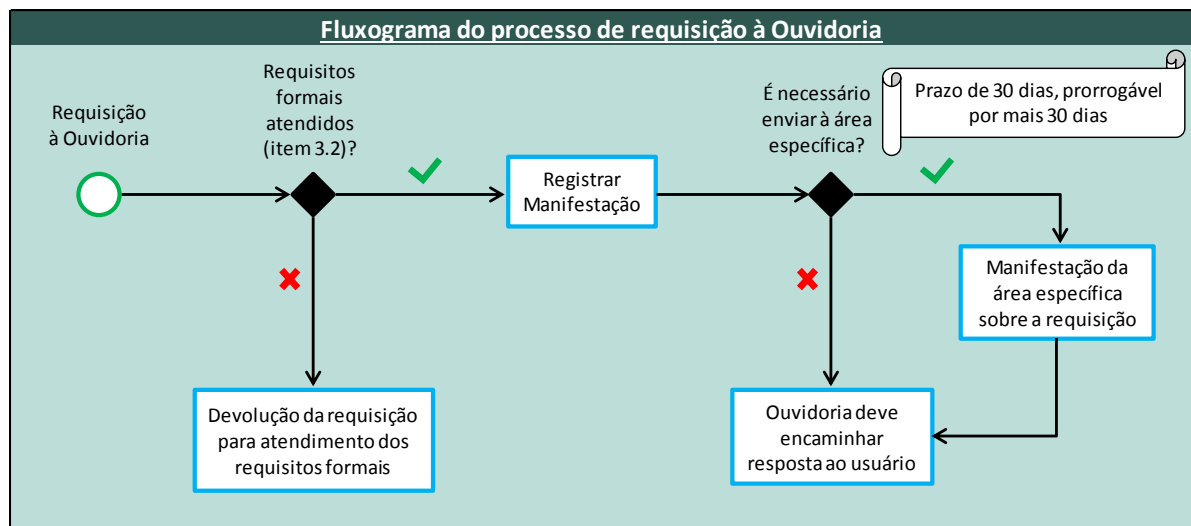 Fluxograma do processo de requisição à Ouvidoria
Requisição
à Ouvidoria
Requisitos
formais
atendidos
(item 3.2)?
Registrar
Manifestação
É necessário
enviar à área
específica?
Prazo de 30 dias, prorrogável
por mais 30 dias
Manifestação da
área específica
sobre a requisição
Devolução da requisição
para atendimento dos
requisitos formais
Ouvidoria deve
encaminhar
resposta ao usuário